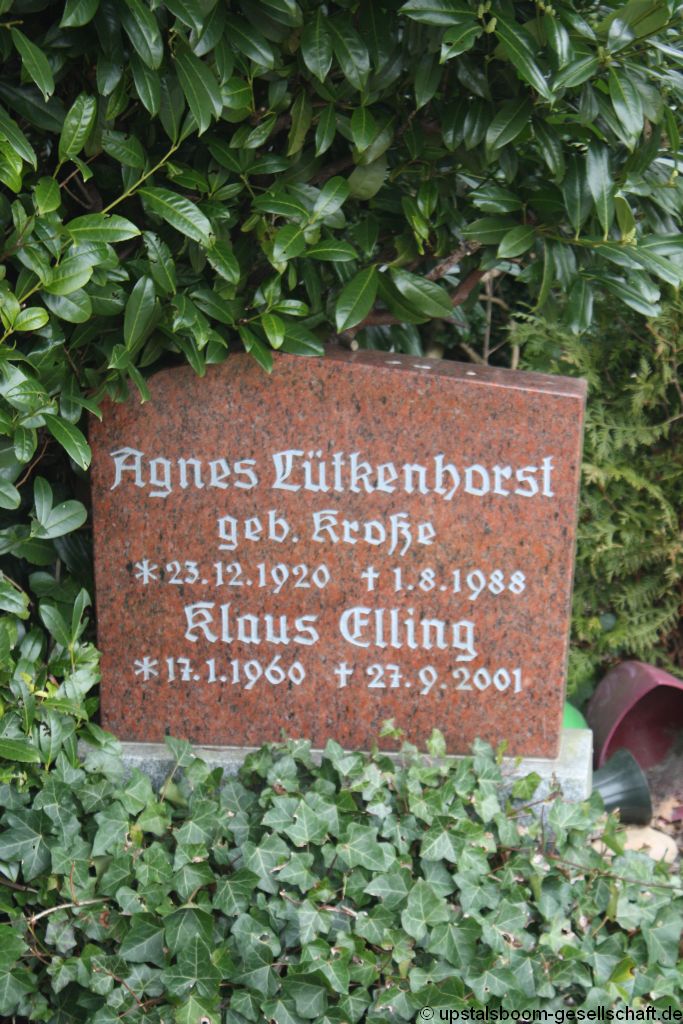 Agnes Lütkenhorst
geb. Kroße
* 23.12.1920 † 1.8.1988
Klaus Elling
* 17.1.1960 † 27.9.2001
© upstalsboom-gesellschaft.de